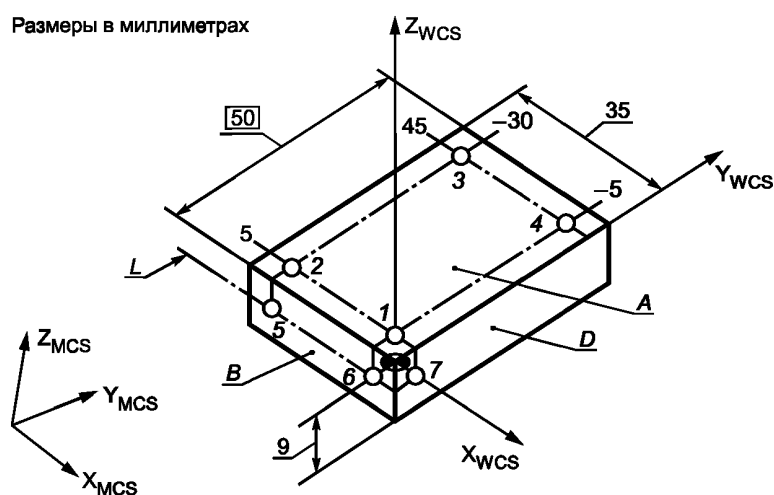 Размеры в миллиметрах
Z_WCS
50
45
–30
35
3
Y_WCS
–5
4
5
2
L
1
A
5
D
Z_MCS
B
6
7
Y_MCS
9
X_WCS
X_MCS